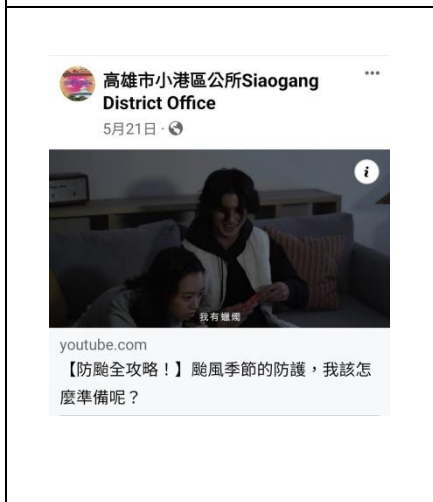 高雄市小港區公所Siaogang
District Office
5月21日
我有蠟燭
youtube.com
【防颱全攻略！】颱風季節的防護，我該怎
麼準備呢？